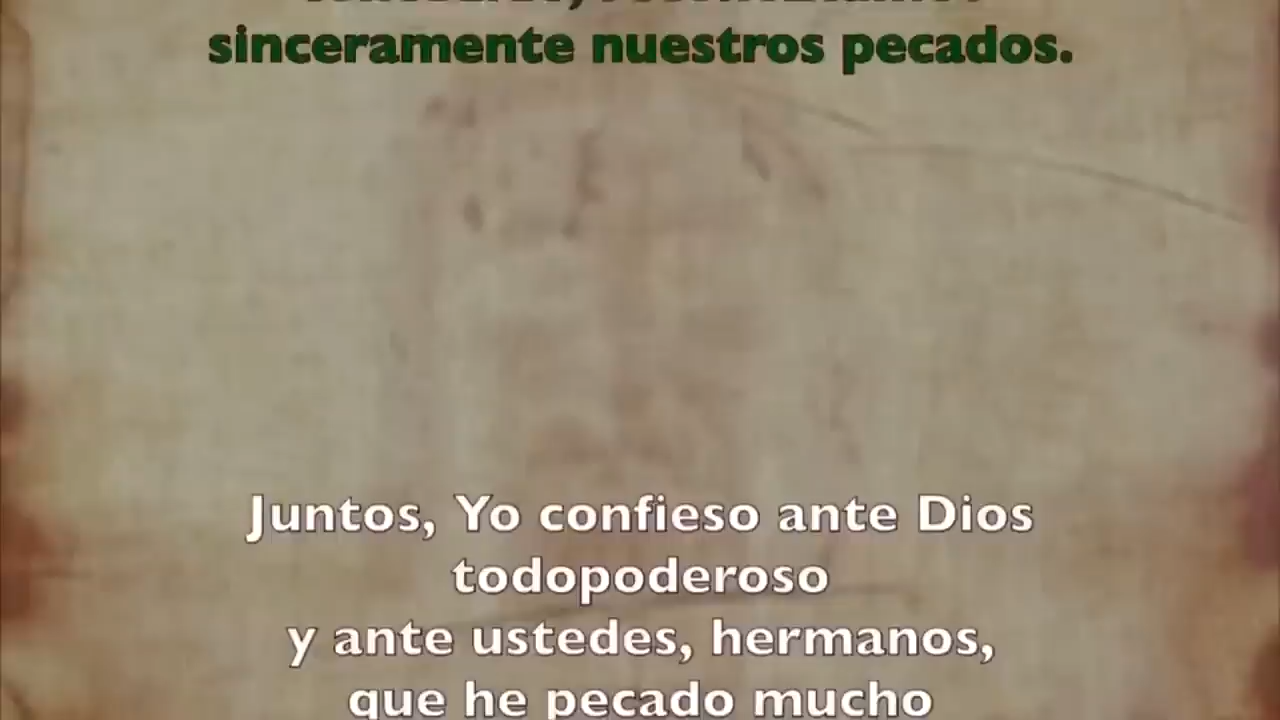 sinceramente nuestros pecados.
Juntos, Yo confieso ante Dios
todopoderoso
y ante ustedes, hermanos,
que he pecado mucho